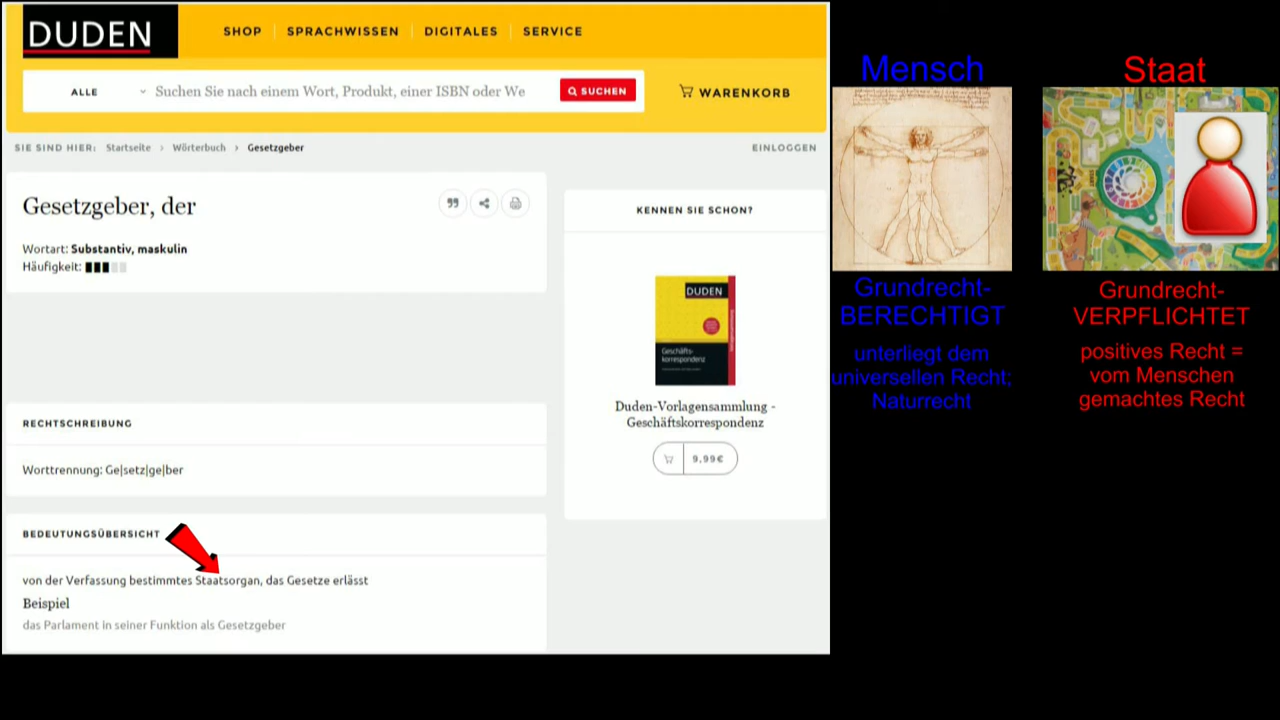 DUDEN
SHOP
SPRACHWISSEN
DIGITALES
SERVICE
ALLE
Suchen Sie nach einem Wort, Produkt, einer ISBN oder We
SUCHEN
WARENKORB
SIE SIND HIER: Startseite › Wörterbuch › Gesetzgeber
EINLOGGEN
Gesetzgeber, der
Wortart: Substantiv, maskulin
Häufigkeit:
RECHTSCHREIBUNG
Worttrennung: Ge|setz|ge|ber
BEDEUTUNGSÜBERSICHT
von der Verfassung bestimmtes Staatsorgan, das Gesetze erlässt
Beispiel
das Parlament in seiner Funktion als Gesetzgeber
KENNEN SIE SCHON?
DUDEN
Geschäfts-
korrespondenz
Duden-Vorlagensammlung -
Geschäftskorrespondenz
9,99€
Mensch
Grundrecht-
BERECHTIGT
unterliegt dem
universellen Recht;
Naturrecht
Staat
Grundrecht-
VERPFLICHTET
positives Recht =
vom Menschen
gemachtes Recht